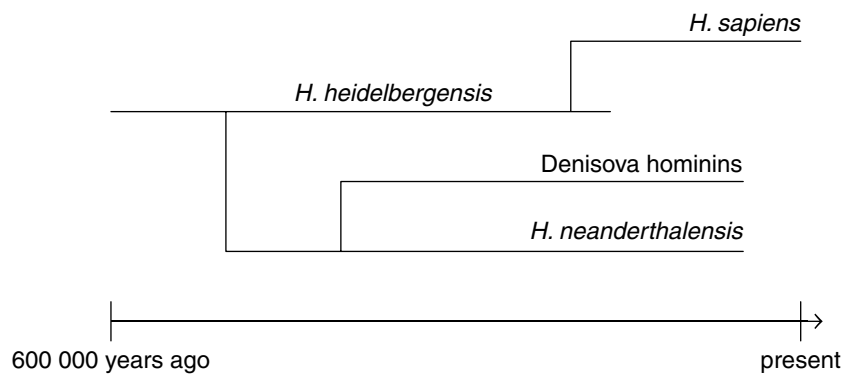 H. sapiens
H. heidelbergensis
Denisova hominins
H. neanderthalensis
600 000 years ago
present